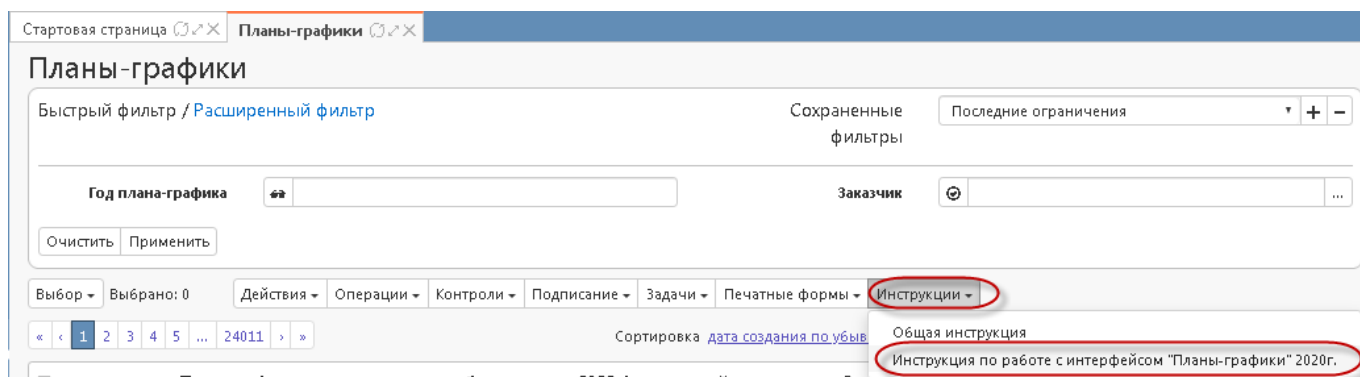 Стартовая страница Планы-графики
Планы-графики
Быстрый фильтр / Расширенный фильтр Сохраненные фильтры Последние ограничения + −
Год плана-графика Заказчик ...
Очистить Применить
Выбор Выбрано: 0 Действия Операции Контроли Подписание Задачи Печатные формы Инструкции
« ‹ 1 2 3 4 5 ... 24011 › » Сортировка дата создания по убыв
Общая инструкция
Инструкция по работе с интерфейсом "Планы-графики" 2020г.